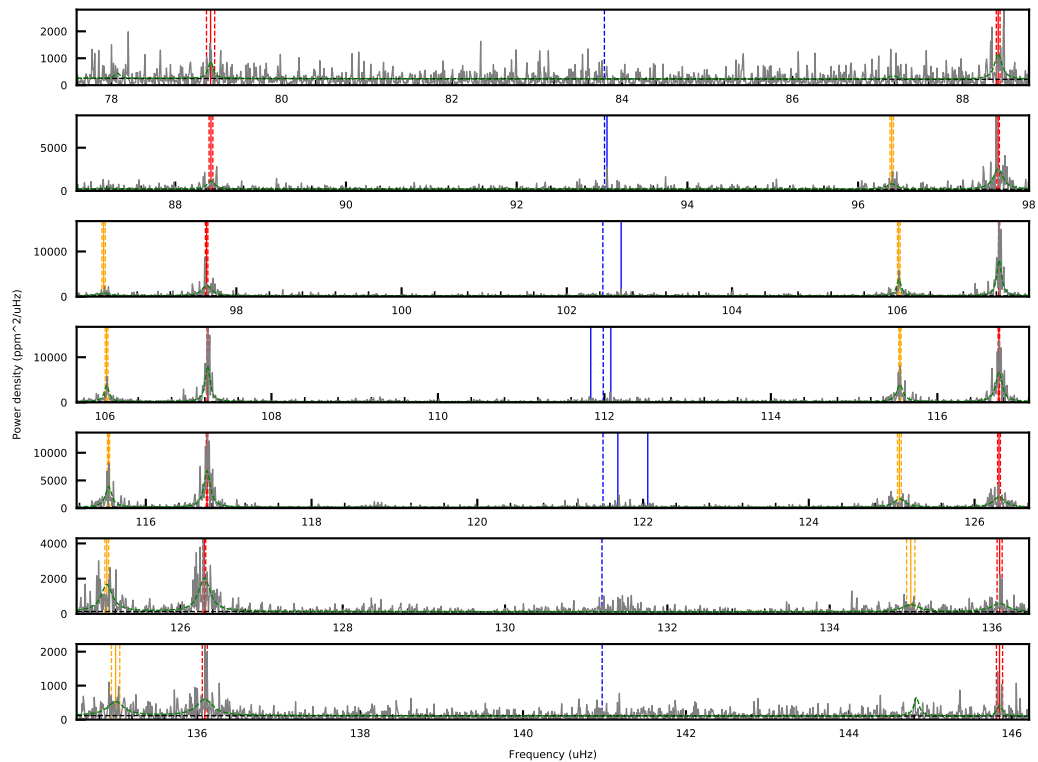 2000
1000
0
78 80 82 84 86 88
5000
0
88 90 92 94 96 98
10000
0
98 100 102 104 106
Power density (ppm^2/uHz)
10000
0
106 108 110 112 114 116
10000
5000
0
116 118 120 122 124 126
4000
2000
0
126 128 130 132 134 136
2000
1000
0
136 138 140 142 144 146
Frequency (uHz)